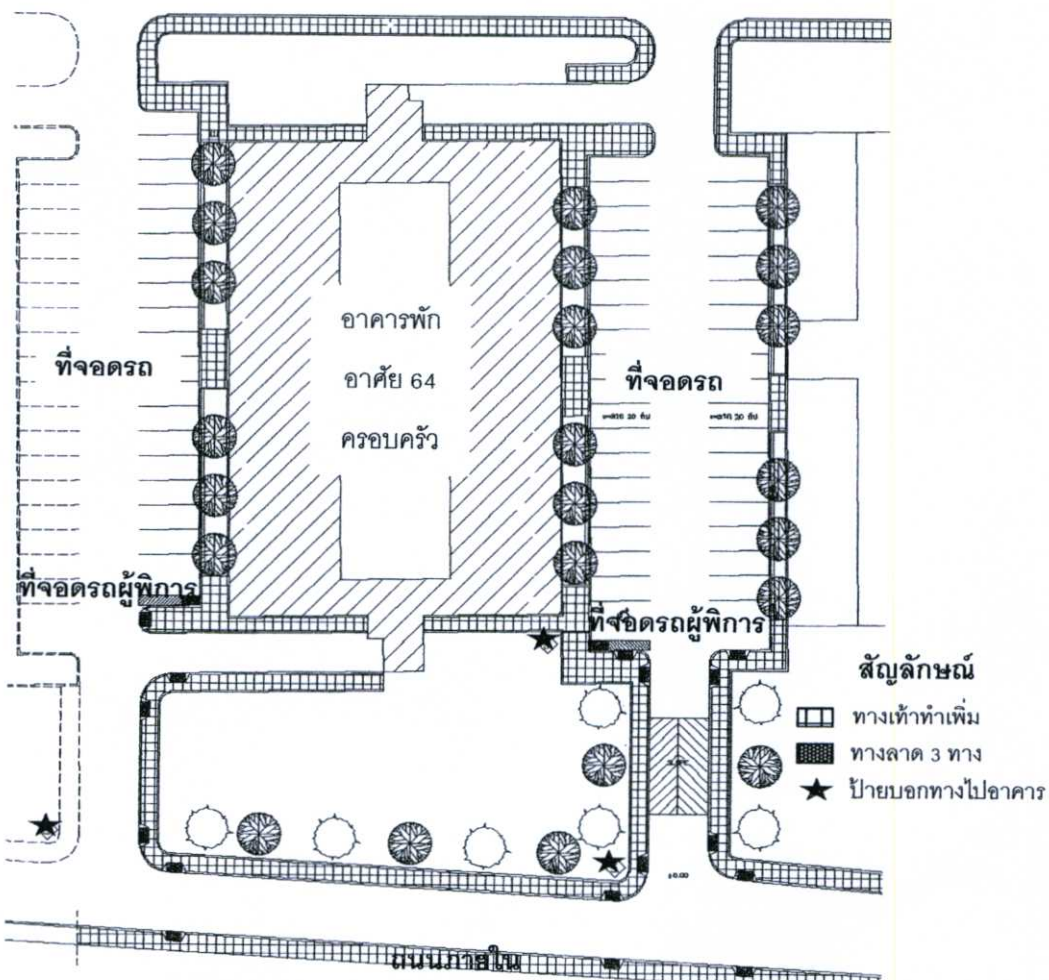 อาคารพัก
อาศัย 64
ครอบครัว
ที่จอดรถ
ที่จอดรถ
ที่จอดรถผู้พิการ
ที่จอดรถผู้พิการ
สัญลักษณ์
ทางเท้าทำเพิ่ม
ทางลาด 3 ทาง
ป้ายบอกทางไปอาคาร
ถนนภายใน